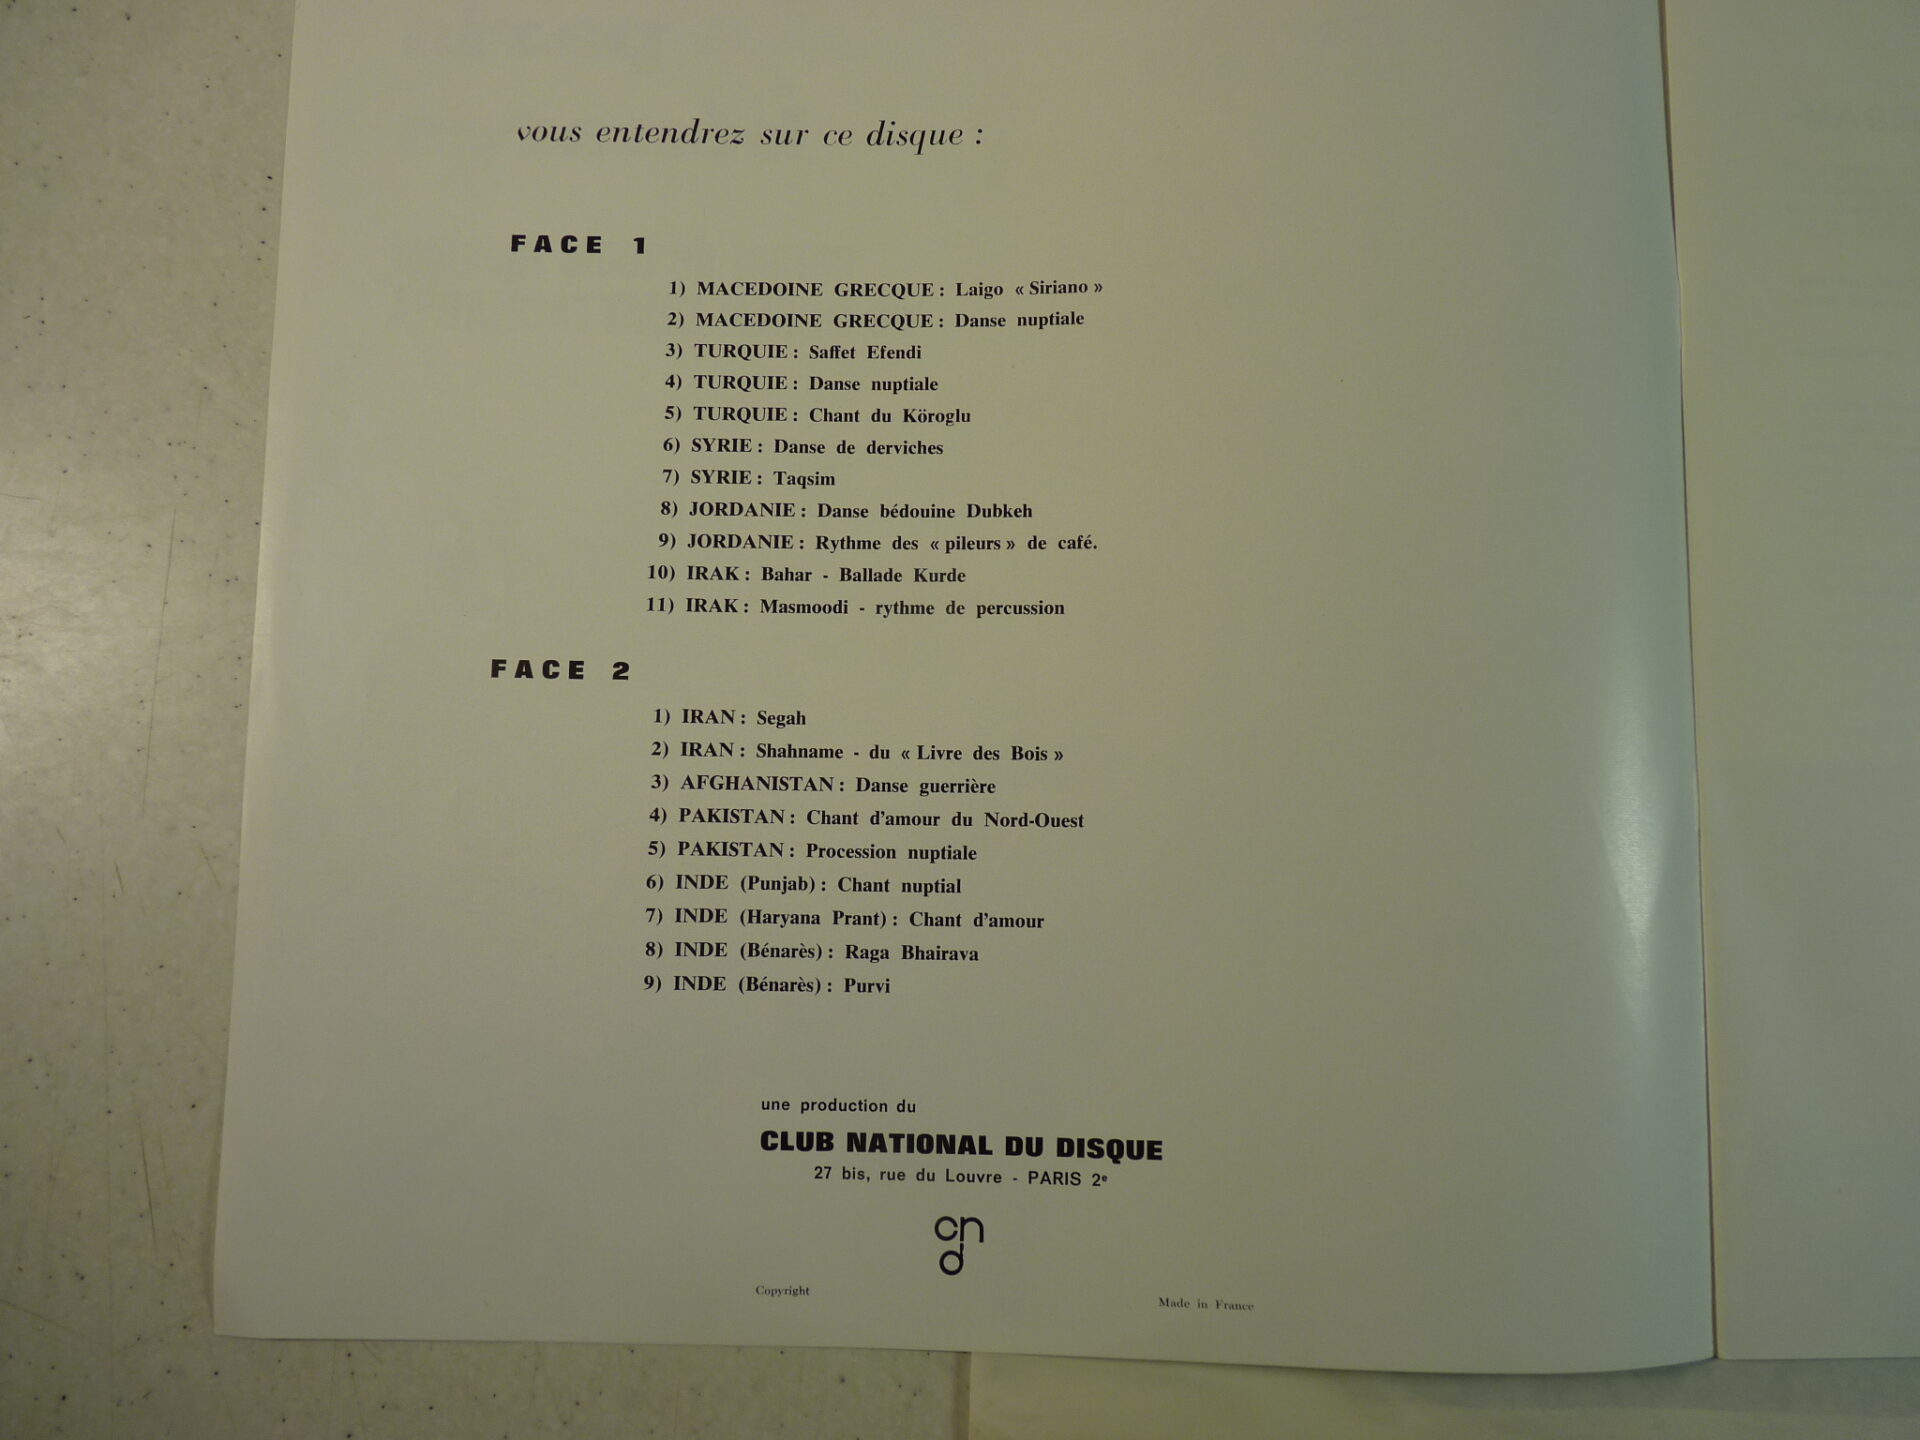 vous entendrez sur ce disque :
FACE 1
1) MACEDOINE GRECQUE : Laigo « Siriano »
2) MACEDOINE GRECQUE : Danse nuptiale
3) TURQUIE : Saffet Efendi
4) TURQUIE : Danse nuptiale
5) TURQUIE : Chant du Köroglu
6) SYRIE : Danse de derviches
7) SYRIE : Taqsim
8) JORDANIE : Danse bédouine Dubkeh
9) JORDANIE : Rythme des « pileurs » de café.
10) IRAK : Bahar - Ballade Kurde
11) IRAK : Masmoodi - rythme de percussion
FACE 2
1) IRAN : Segah
2) IRAN : Shahname - du « Livre des Bois »
3) AFGHANISTAN : Danse guerrière
4) PAKISTAN : Chant d'amour du Nord-Ouest
5) PAKISTAN : Procession nuptiale
6) INDE (Punjab) : Chant nuptial
7) INDE (Haryana Prant) : Chant d'amour
8) INDE (Bénarès) : Raga Bhairava
9) INDE (Bénarès) : Purvi
une production du
CLUB NATIONAL DU DISQUE
27 bis, rue du Louvre - PARIS 2e
cn
d
Copyright
Made in France